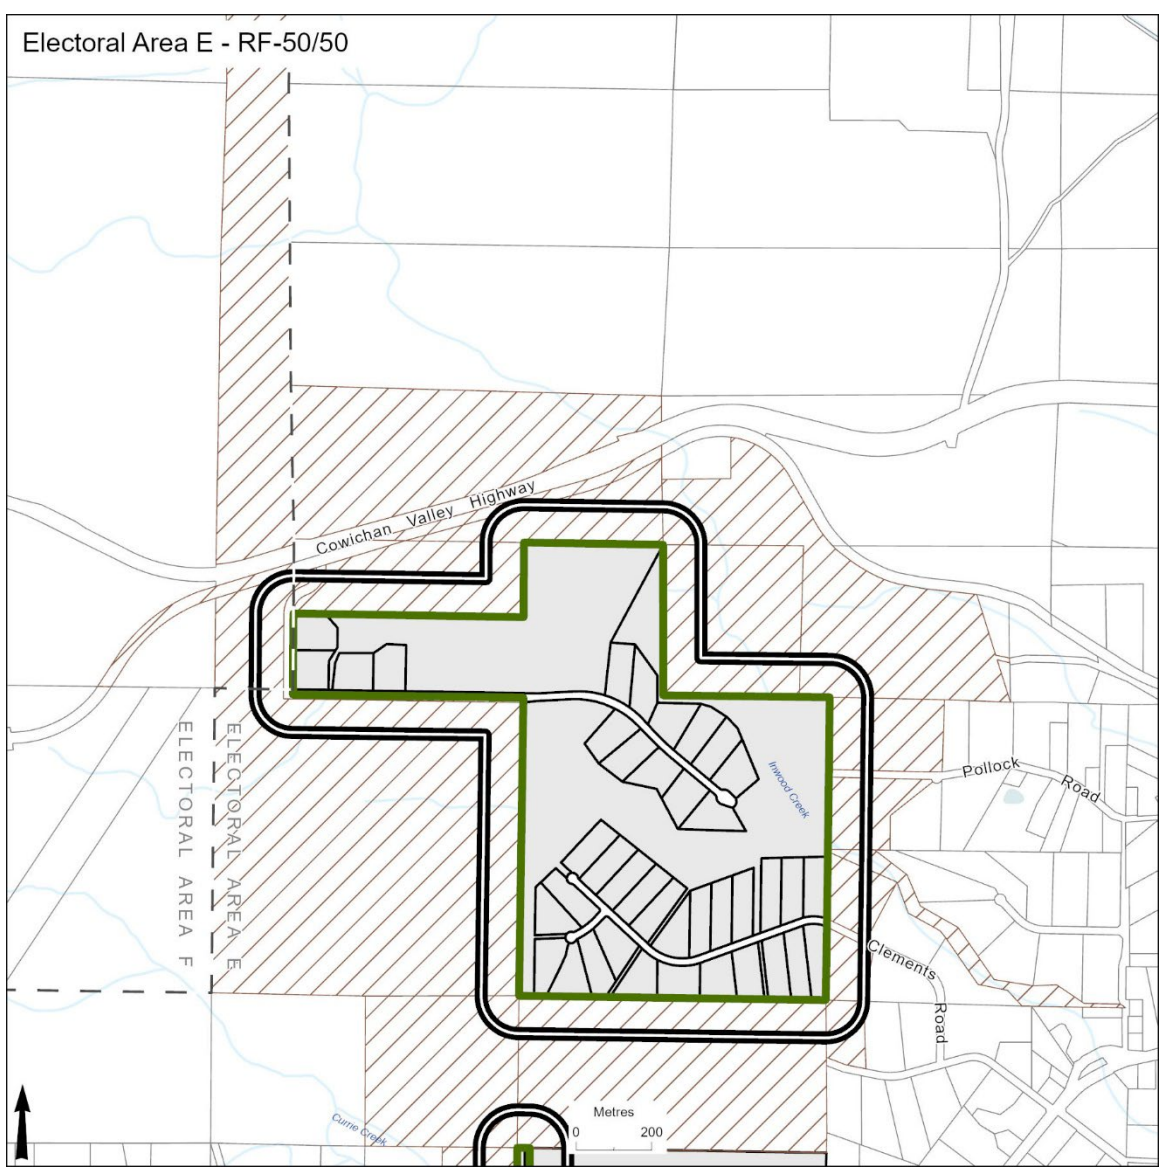 Electoral Area E - RF-50/50
Cowichan Valley Highway
ELECTORAL AREA F
ELECTORAL AREA E
Inwood Creek
Pollock Road
Clements Road
Currie Creek
Metres
0 200